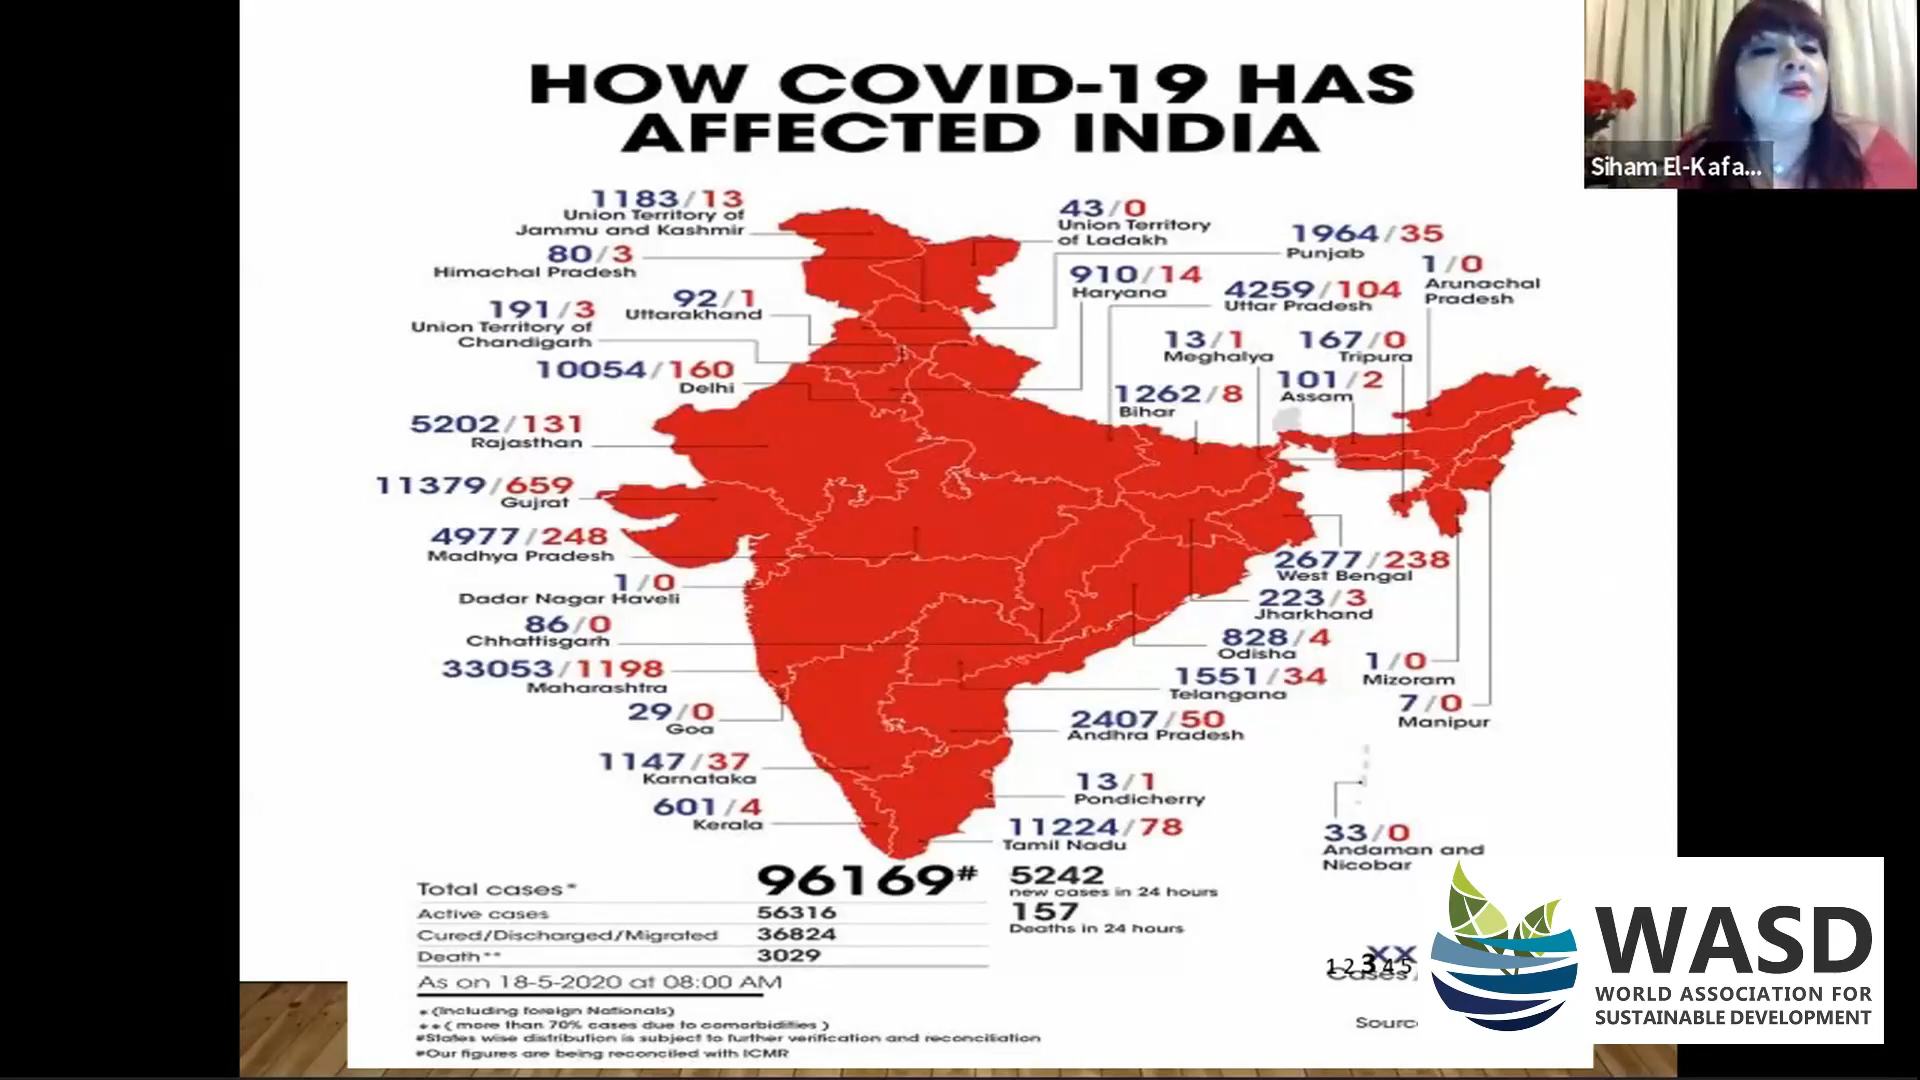 HOW COVID-19 HAS
AFFECTED INDIA
Siham El-Kafa...
1183/13
Union Territory of
Jammu and Kashmir
43/0
Union Territory
of Ladakh
1964/35
Punjab
80/3
Himachal Pradesh
910/14
Haryana
1/0
Arunachal
Pradesh
4259/104
Uttar Pradesh
191/3
Union Territory of
Chandigarh
92/1
Uttarakhand
13/1
Meghalya
167/0
Tripura
10054/160
Delhi
101/2
Assam
1262/8
Bihar
5202/131
Rajasthan
11379/659
Gujrat
4977/248
Madhya Pradesh
2677/238
West Bengal
1/0
Dadar Nagar Haveli
223/3
Jharkhand
86/0
Chhattisgarh
828/4
Odisha
33053/1198
Maharashtra
1551/34
Telangana
1/0
Mizoram
29/0
Goa
2407/50
Andhra Pradesh
7/0
Manipur
1147/37
Karnataka
13/1
Pondicherry
601/4
Kerala
11224/78
Tamil Nadu
33/0
Andaman and
Nicobar
Total cases* 96169#
5242
new cases in 24 hours
Active cases 56316
157
Deaths in 24 hours
Cured/Discharged/Migrated 36824
Death** 3029
As on 18-5-2020 at 08:00 AM
* (Including foreign Nationals)
** ( more than 70% cases due to comorbidities )
#States wise distribution is subject to further verification and reconciliation
#Our figures are being reconciled with ICMR
XX
1 2 3 4 5
Cases/
Sourc
WASD
WORLD ASSOCIATION FOR
SUSTAINABLE DEVELOPMENT